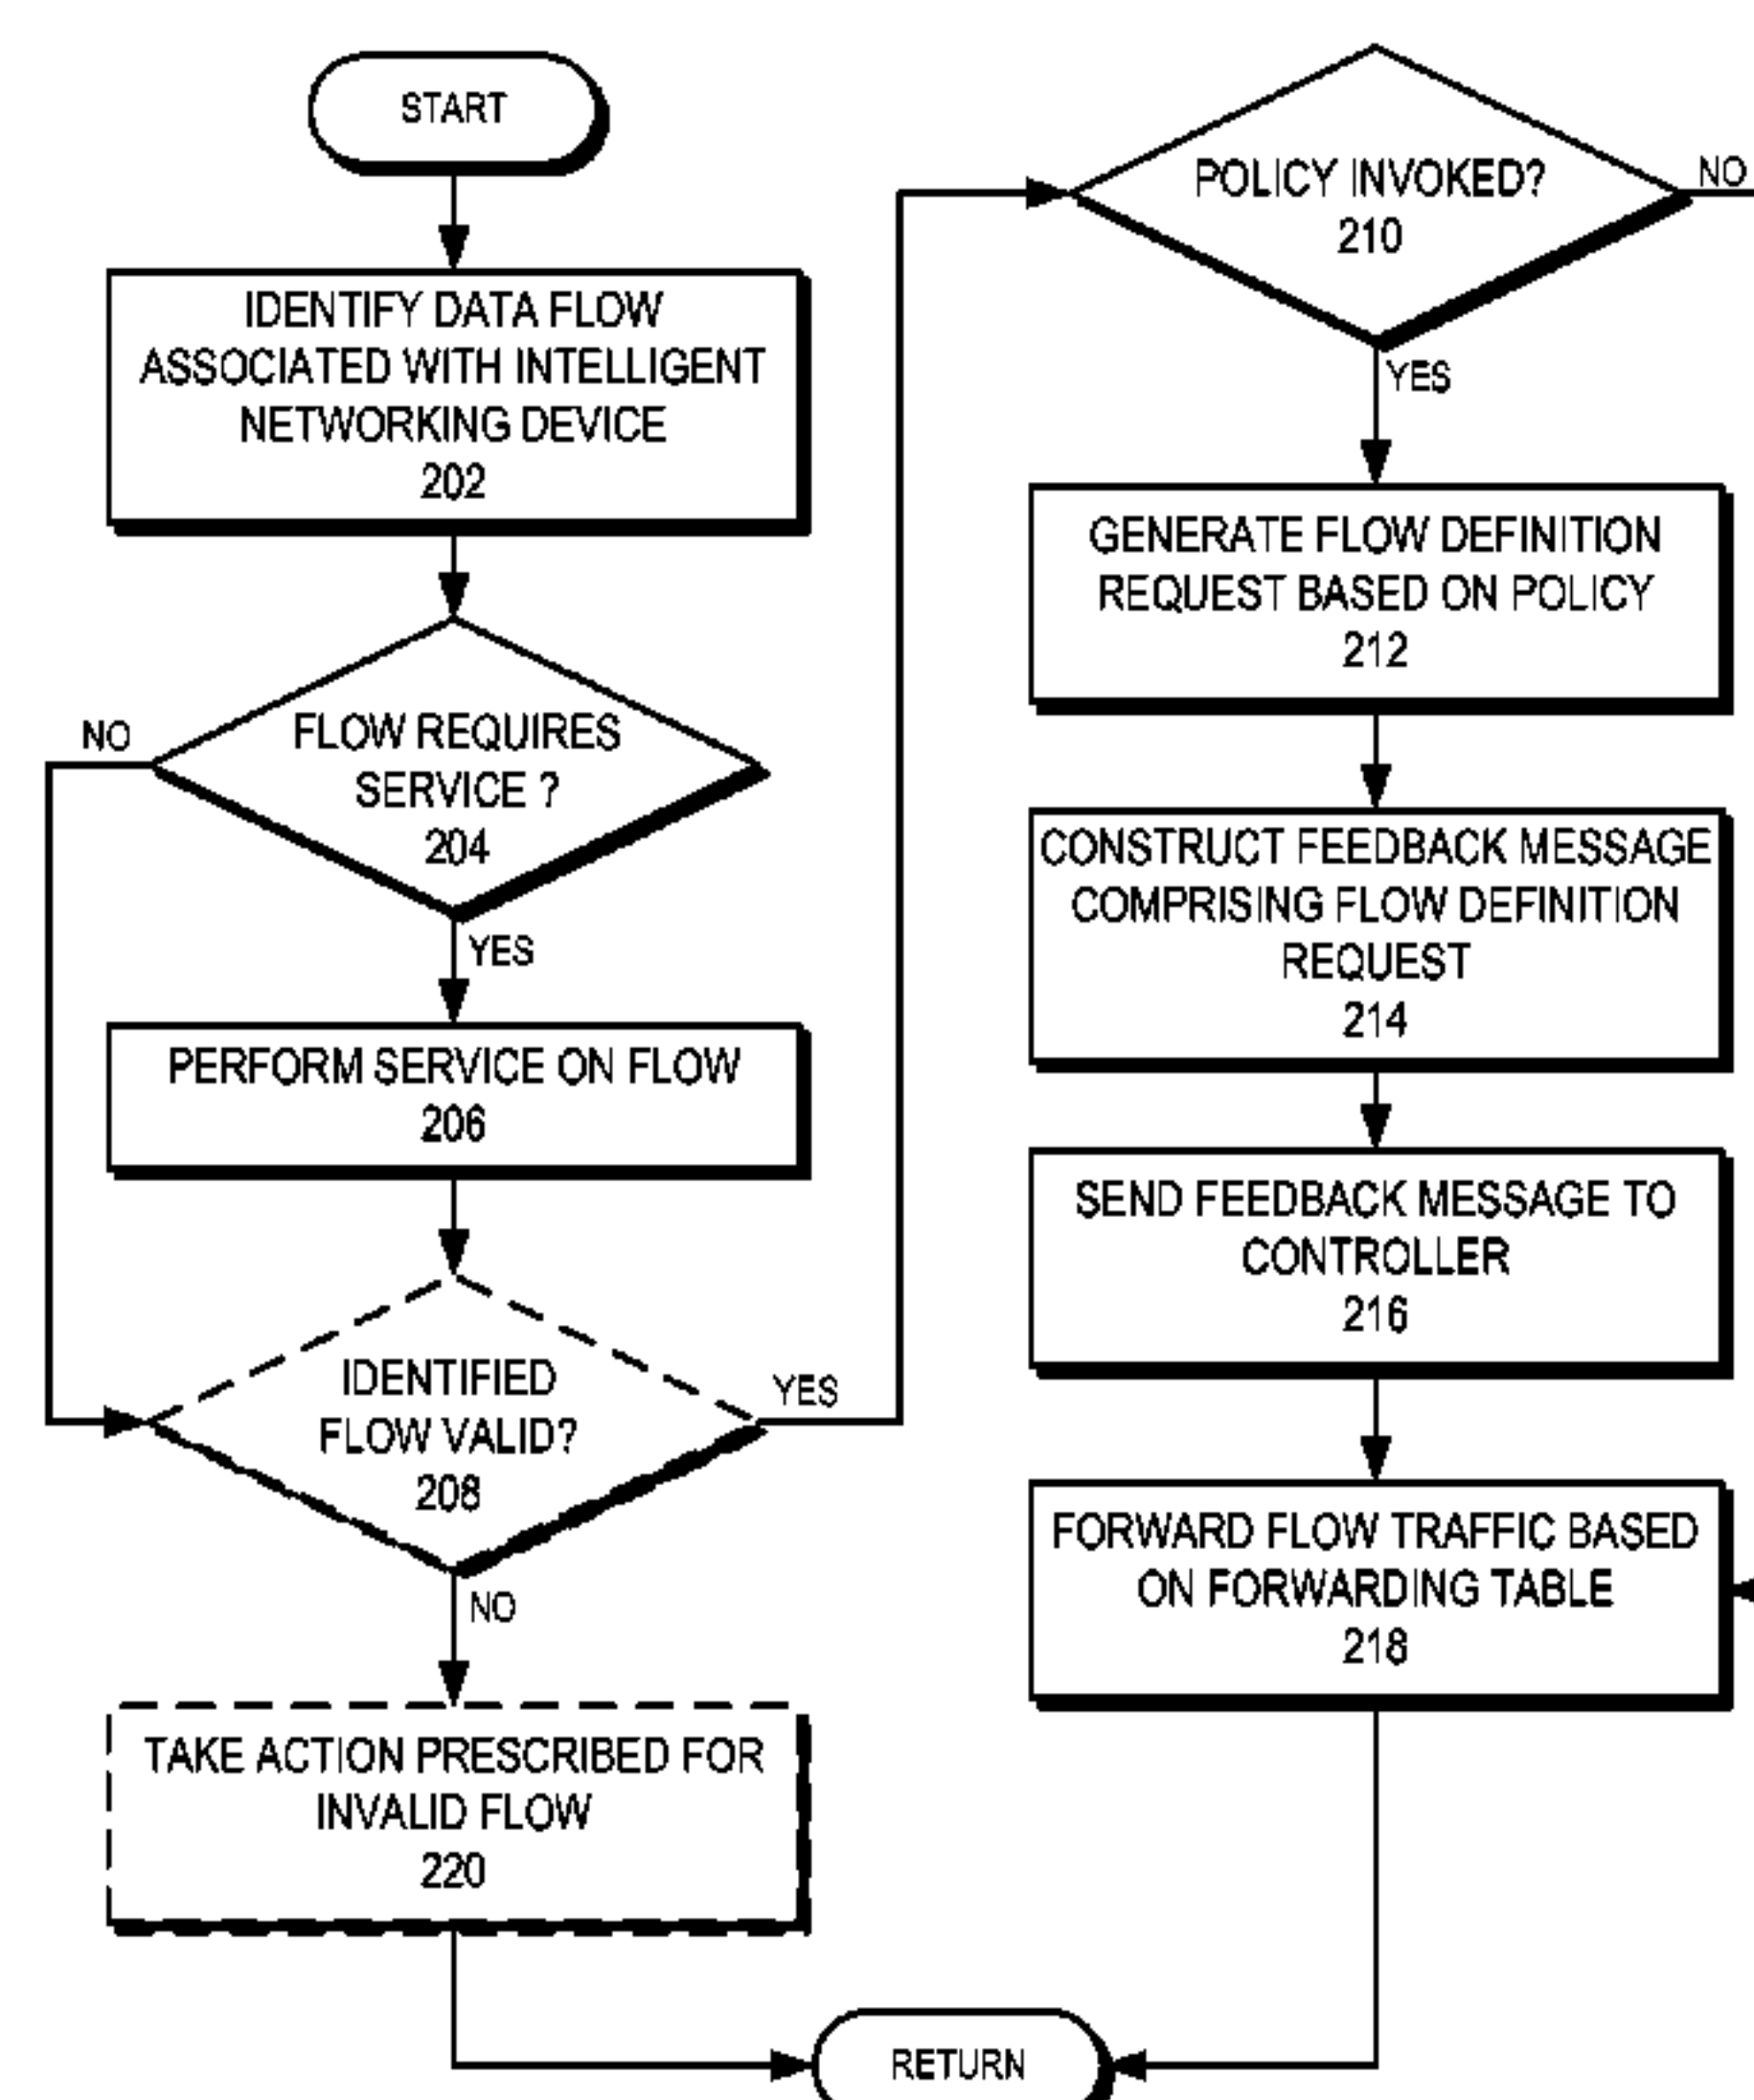 START
IDENTIFY DATA FLOW
ASSOCIATED WITH INTELLIGENT
NETWORKING DEVICE
202
FLOW REQUIRES
SERVICE ?
204
NO
YES
PERFORM SERVICE ON FLOW
206
IDENTIFIED
FLOW VALID?
208
YES
NO
TAKE ACTION PRESCRIBED FOR
INVALID FLOW
220
POLICY INVOKED?
210
NO
YES
GENERATE FLOW DEFINITION
REQUEST BASED ON POLICY
212
CONSTRUCT FEEDBACK MESSAGE
COMPRISING FLOW DEFINITION
REQUEST
214
SEND FEEDBACK MESSAGE TO
CONTROLLER
216
FORWARD FLOW TRAFFIC BASED
ON FORWARDING TABLE
218
RETURN